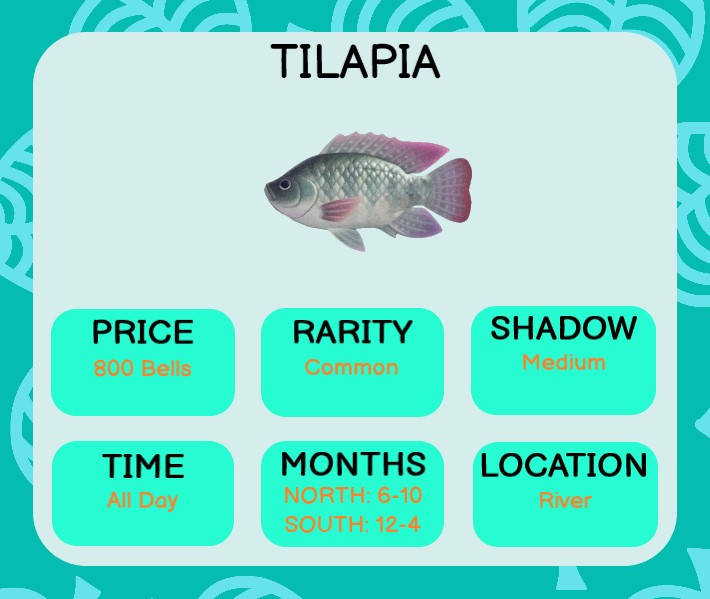 TILAPIA
PRICE
800 Bells
RARITY
Common
SHADOW
Medium
TIME
All Day
MONTHS
NORTH: 6-10
SOUTH: 12-4
LOCATION
River